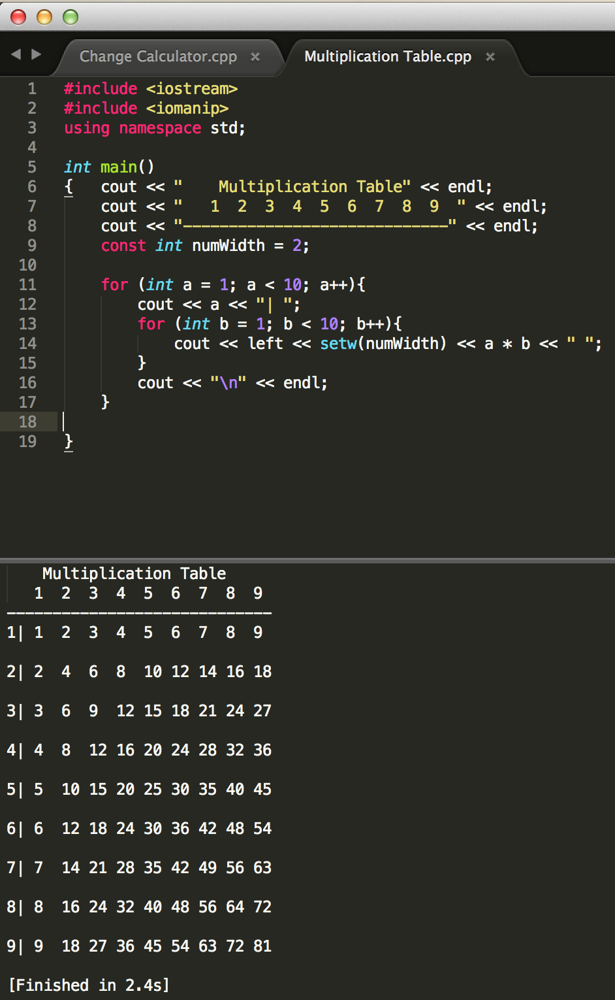 Change Calculator.cpp × Multiplication Table.cpp ×
1 #include <iostream>
2 #include <iomanip>
3 using namespace std;
4
5 int main()
6 {   cout << "    Multiplication Table" << endl;
7     cout << "   1  2  3  4  5  6  7  8  9  " << endl;
8     cout << "-----------------------------" << endl;
9     const int numWidth = 2;
10
11     for (int a = 1; a < 10; a++){
12         cout << a << "| ";
13         for (int b = 1; b < 10; b++){
14             cout << left << setw(numWidth) << a * b << " ";
15         }
16         cout << "\n" << endl;
17     }
18
19 }
    Multiplication Table
   1  2  3  4  5  6  7  8  9
-----------------------------
1| 1  2  3  4  5  6  7  8  9
2| 2  4  6  8  10 12 14 16 18
3| 3  6  9  12 15 18 21 24 27
4| 4  8  12 16 20 24 28 32 36
5| 5  10 15 20 25 30 35 40 45
6| 6  12 18 24 30 36 42 48 54
7| 7  14 21 28 35 42 49 56 63
8| 8  16 24 32 40 48 56 64 72
9| 9  18 27 36 45 54 63 72 81
[Finished in 2.4s]